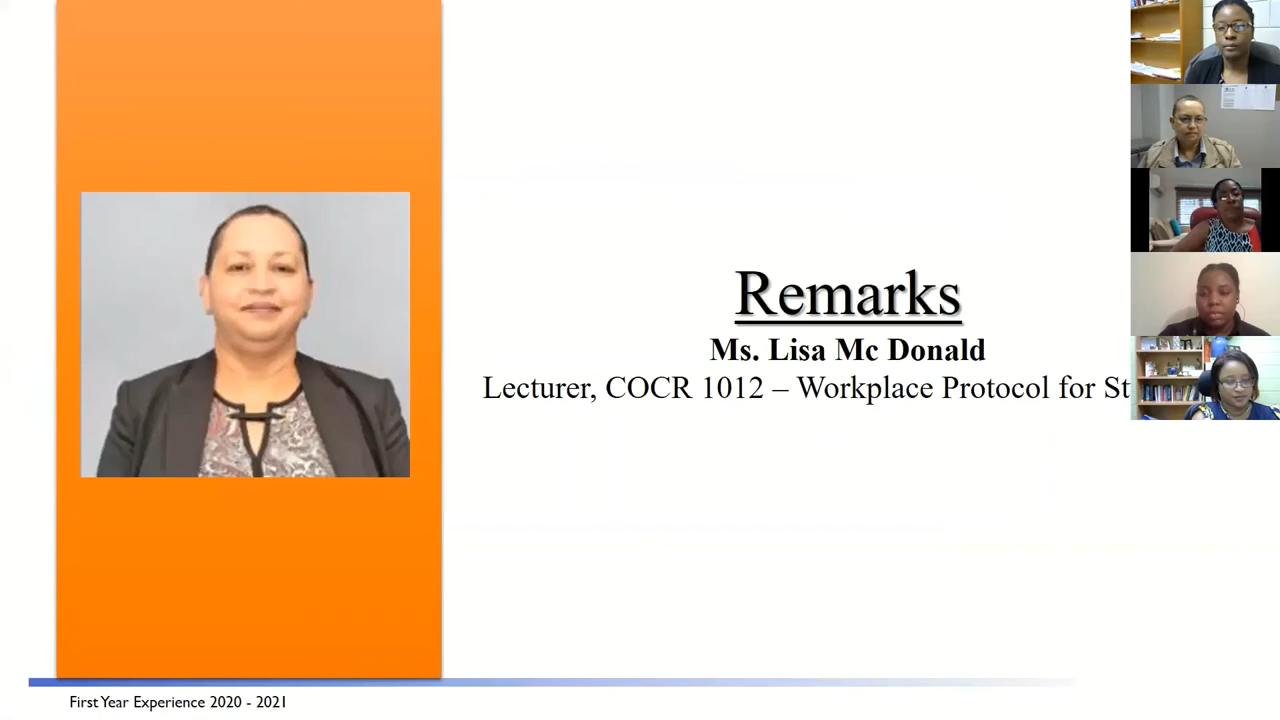 Remarks
Ms. Lisa Mc Donald
Lecturer, COCR 1012 – Workplace Protocol for St
First Year Experience 2020 - 2021